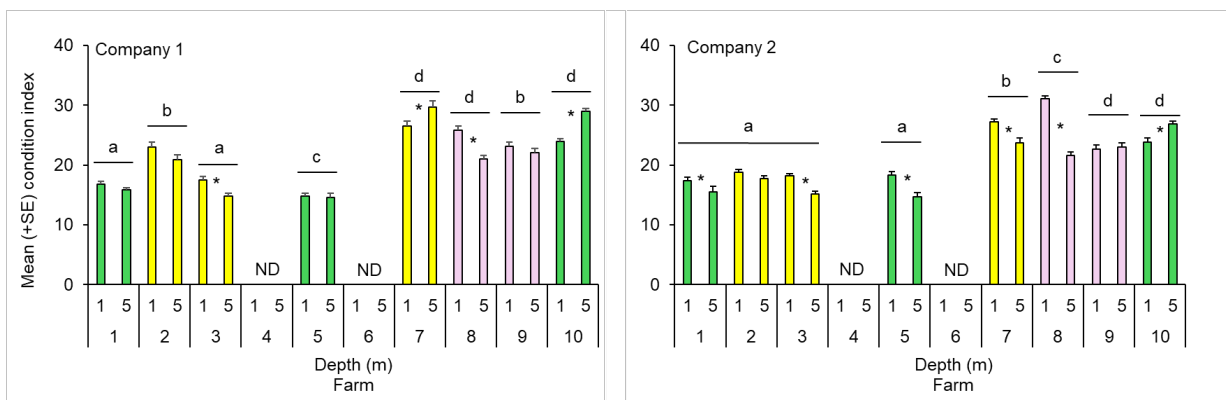 Company 1
Mean (+SE) condition index
40
30
20
10
0
a
b
a
*
ND
c
ND
d
*
d
*
b
d
*
1 5 1 5 1 5 1 5 1 5 1 5 1 5 1 5 1 5 1 5
1 2 3 4 5 6 7 8 9 10
Depth (m)
Farm
Company 2
40
30
20
10
0
a
*
*
ND
a
*
ND
b
*
c
*
d
d
*
1 5 1 5 1 5 1 5 1 5 1 5 1 5 1 5 1 5 1 5
1 2 3 4 5 6 7 8 9 10
Depth (m)
Farm